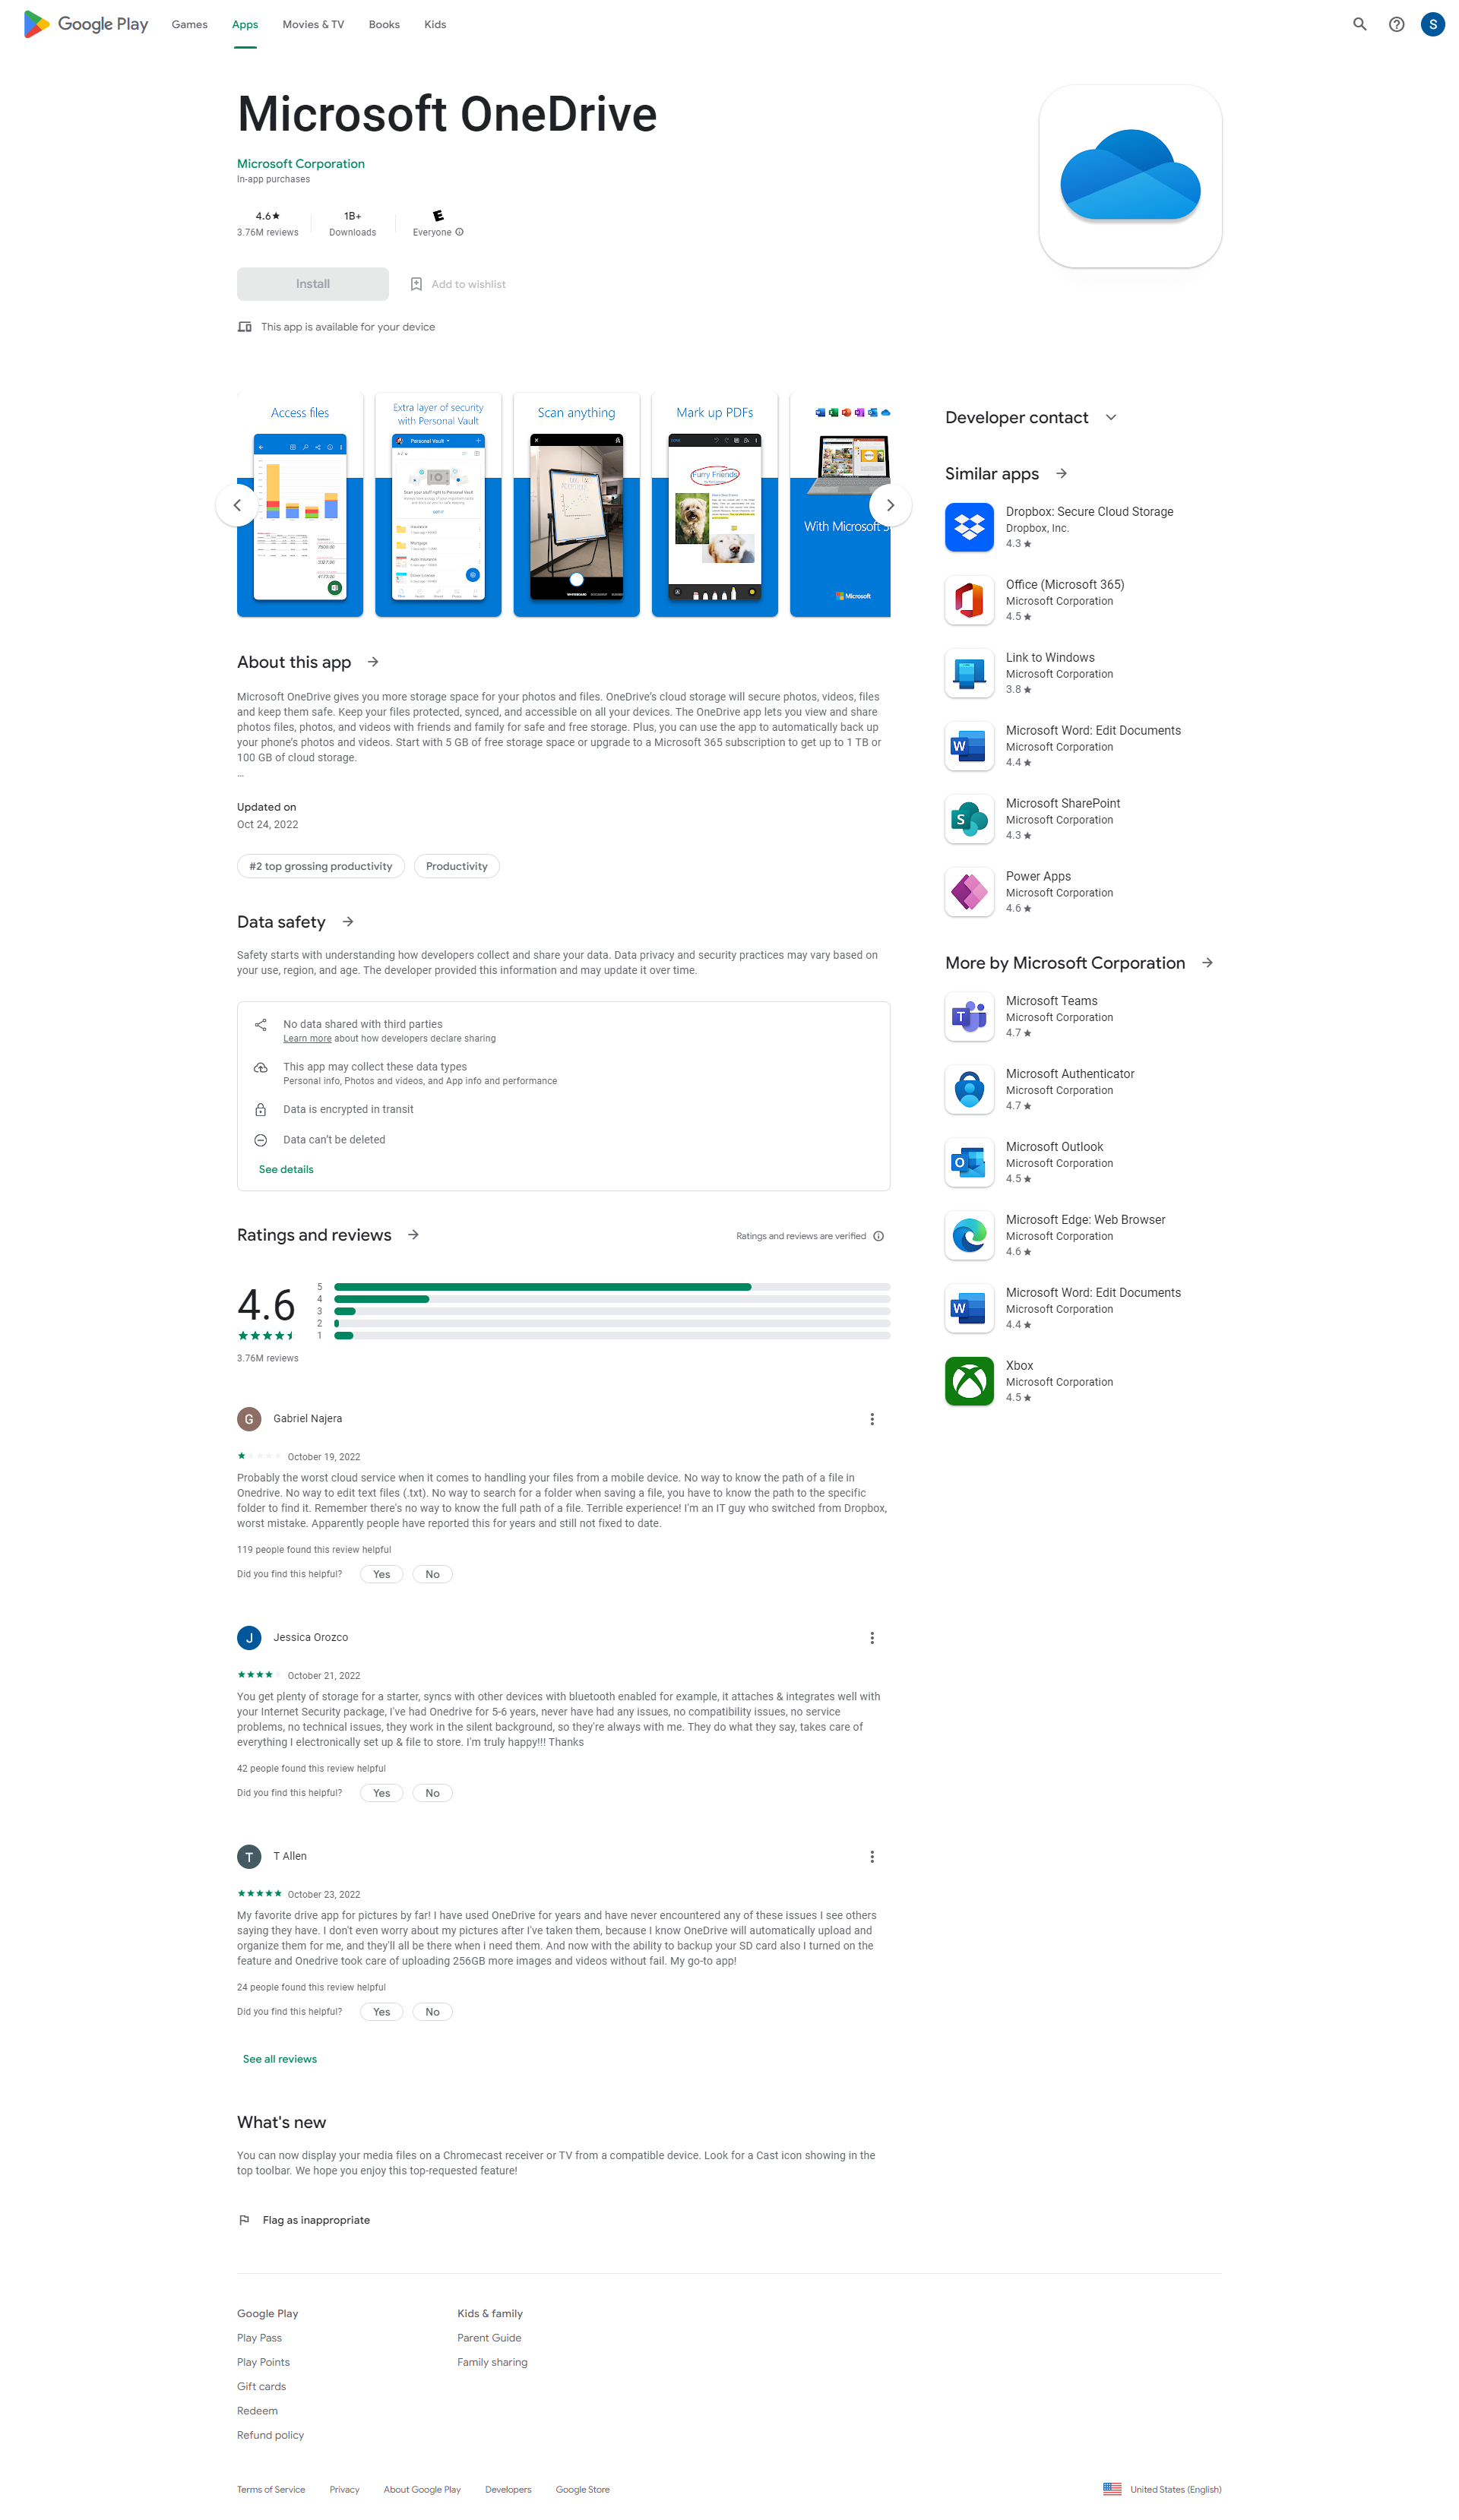 Google Play
Games
Apps
Movies & TV
Books
Kids
S
Microsoft OneDrive
Microsoft Corporation
In-app purchases
4.6★
3.76M reviews
1B+
Downloads
E
Everyone
Install
Add to wishlist
This app is available for your device
Access files
Extra layer of security
with Personal Vault
Personal Vault
Scan anything
Mark up PDFs
Furry Friends
With Microsoft 3
Microsoft
About this app
Microsoft OneDrive gives you more storage space for your photos and files. OneDrive's cloud storage will secure photos, videos, files
and keep them safe. Keep your files protected, synced, and accessible on all your devices. The OneDrive app lets you view and share
photos files, photos, and videos with friends and family for safe and free storage. Plus, you can use the app to automatically back up
your phone's photos and videos. Start with 5 GB of free storage space or upgrade to a Microsoft 365 subscription to get up to 1 TB or
100 GB of cloud storage.
…
Updated on
Oct 24, 2022
#2 top grossing productivity
Productivity
Data safety
Safety starts with understanding how developers collect and share your data. Data privacy and security practices may vary based on
your use, region, and age. The developer provided this information and may update it over time.
No data shared with third parties
Learn more about how developers declare sharing
This app may collect these data types
Personal info, Photos and videos, and App info and performance
Data is encrypted in transit
Data can't be deleted
See details
Ratings and reviews
Ratings and reviews are verified
4.6
3.76M reviews
5
4
3
2
1
G
Gabriel Najera
October 19, 2022
Probably the worst cloud service when it comes to handling your files from a mobile device. No way to know the path of a file in
Onedrive. No way to edit text files (.txt). No way to search for a folder when saving a file, you have to know the path to the specific
folder to find it. Remember there's no way to know the full path of a file. Terrible experience! I'm an IT guy who switched from Dropbox,
worst mistake. Apparently people have reported this for years and still not fixed to date.
119 people found this review helpful
Did you find this helpful?
Yes
No
J
Jessica Orozco
October 21, 2022
You get plenty of storage for a starter, syncs with other devices with bluetooth enabled for example, it attaches & integrates well with
your Internet Security package, I've had Onedrive for 5-6 years, never have had any issues, no compatibility issues, no service
problems, no technical issues, they work in the silent background, so they're always with me. They do what they say, takes care of
everything I electronically set up & file to store. I'm truly happy!!! Thanks
42 people found this review helpful
Did you find this helpful?
Yes
No
T
T Allen
October 23, 2022
My favorite drive app for pictures by far! I have used OneDrive for years and have never encountered any of these issues I see others
saying they have. I don't even worry about my pictures after I've taken them, because I know OneDrive will automatically upload and
organize them for me, and they'll all be there when i need them. And now with the ability to backup your SD card also I turned on the
feature and Onedrive took care of uploading 256GB more images and videos without fail. My go-to app!
24 people found this review helpful
Did you find this helpful?
Yes
No
See all reviews
What's new
You can now display your media files on a Chromecast receiver or TV from a compatible device. Look for a Cast icon showing in the
top toolbar. We hope you enjoy this top-requested feature!
Flag as inappropriate
Developer contact
Similar apps
Dropbox: Secure Cloud Storage
Dropbox, Inc.
4.3★
Office (Microsoft 365)
Microsoft Corporation
4.5★
Link to Windows
Microsoft Corporation
3.8★
W
Microsoft Word: Edit Documents
Microsoft Corporation
4.4★
S
Microsoft SharePoint
Microsoft Corporation
4.3★
Power Apps
Microsoft Corporation
4.6★
More by Microsoft Corporation
T
Microsoft Teams
Microsoft Corporation
4.7★
Microsoft Authenticator
Microsoft Corporation
4.7★
O
Microsoft Outlook
Microsoft Corporation
4.5★
Microsoft Edge: Web Browser
Microsoft Corporation
4.6★
W
Microsoft Word: Edit Documents
Microsoft Corporation
4.4★
Xbox
Microsoft Corporation
4.5★
Google Play
Play Pass
Play Points
Gift cards
Redeem
Refund policy
Kids & family
Parent Guide
Family sharing
Terms of Service
Privacy
About Google Play
Developers
Google Store
United States (English)